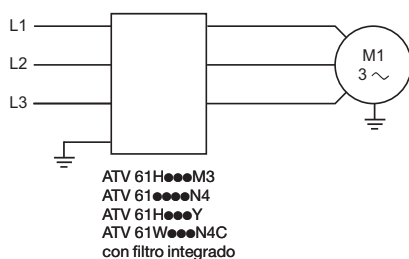 L1
L2
L3
M1
3 ～
ATV 61H●●●M3
ATV 61●●●●N4
ATV 61H●●●Y
ATV 61W●●●N4C
con filtro integrado